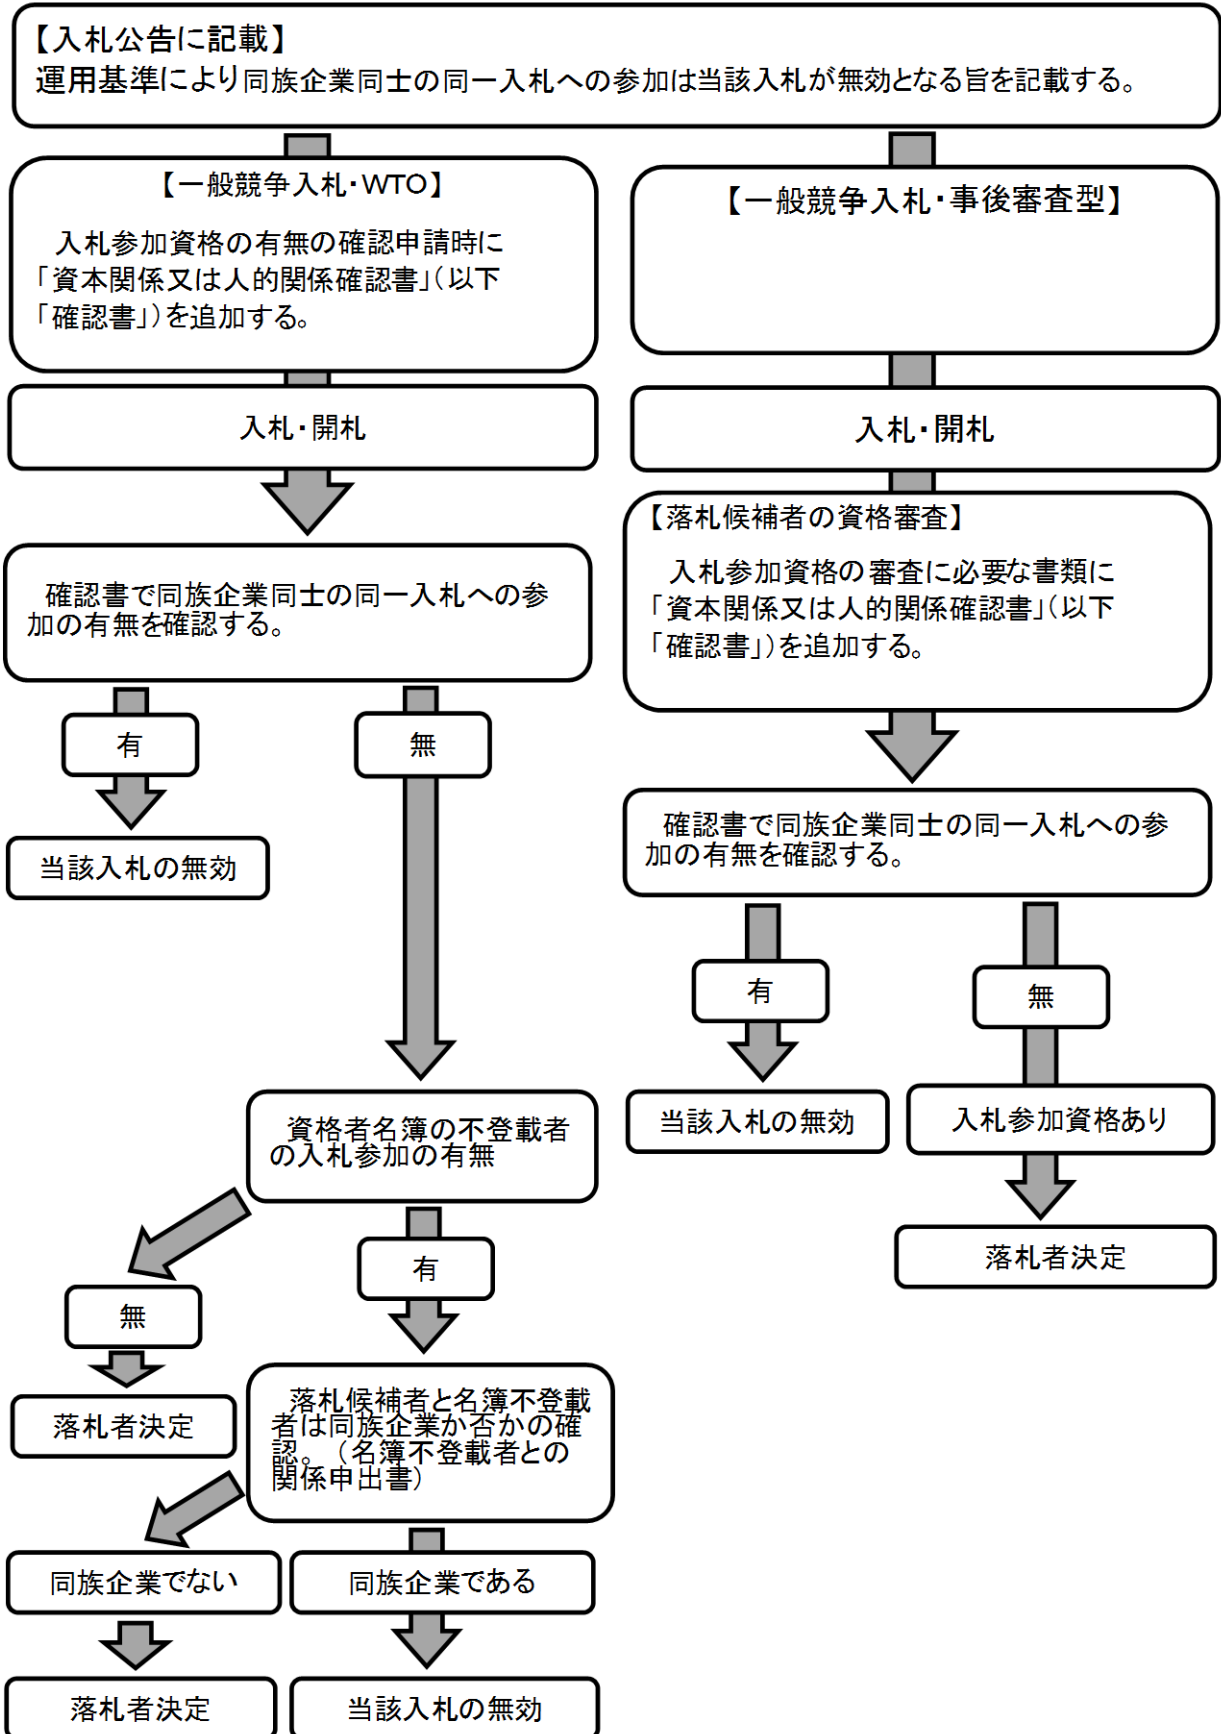 【入札公告に記載】
運用基準により同族企業同士の同一入札への参加は当該入札が無効となる旨を記載する。
【一般競争入札・WTO】
入札参加資格の有無の確認申請時に
「資本関係又は人的関係確認書」（以下
「確認書」）を追加する。
入札・開札
確認書で同族企業同士の同一入札への参
加の有無を確認する。
有
無
当該入札の無効
資格者名簿の不登載者
の入札参加の有無
無
有
落札者決定
落札候補者と名簿不登載
者は同族企業か否かの確
認。（名簿不登載者との
関係申出書）
同族企業でない
同族企業である
落札者決定
当該入札の無効
【一般競争入札・事後審査型】
入札・開札
【落札候補者の資格審査】
入札参加資格の審査に必要な書類に
「資本関係又は人的関係確認書」（以下
「確認書」）を追加する。
確認書で同族企業同士の同一入札への参
加の有無を確認する。
有
無
当該入札の無効
入札参加資格あり
落札者決定